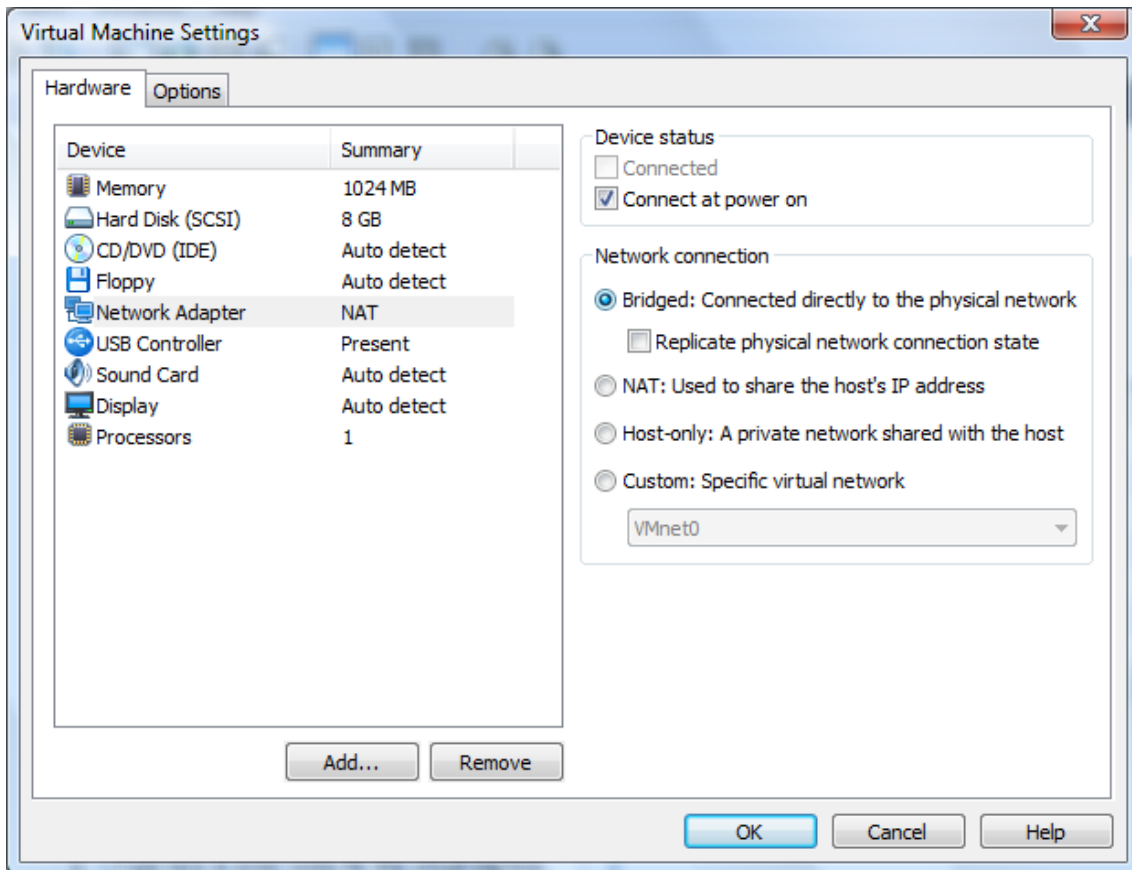 Virtual Machine Settings
Hardware
Options
Device Summary
Memory 1024 MB
Hard Disk (SCSI) 8 GB
CD/DVD (IDE) Auto detect
Floppy Auto detect
Network Adapter NAT
USB Controller Present
Sound Card Auto detect
Display Auto detect
Processors 1
Add... Remove
Device status
Connected
Connect at power on
Network connection
Bridged: Connected directly to the physical network
Replicate physical network connection state
NAT: Used to share the host's IP address
Host-only: A private network shared with the host
Custom: Specific virtual network
VMnet0
OK Cancel Help